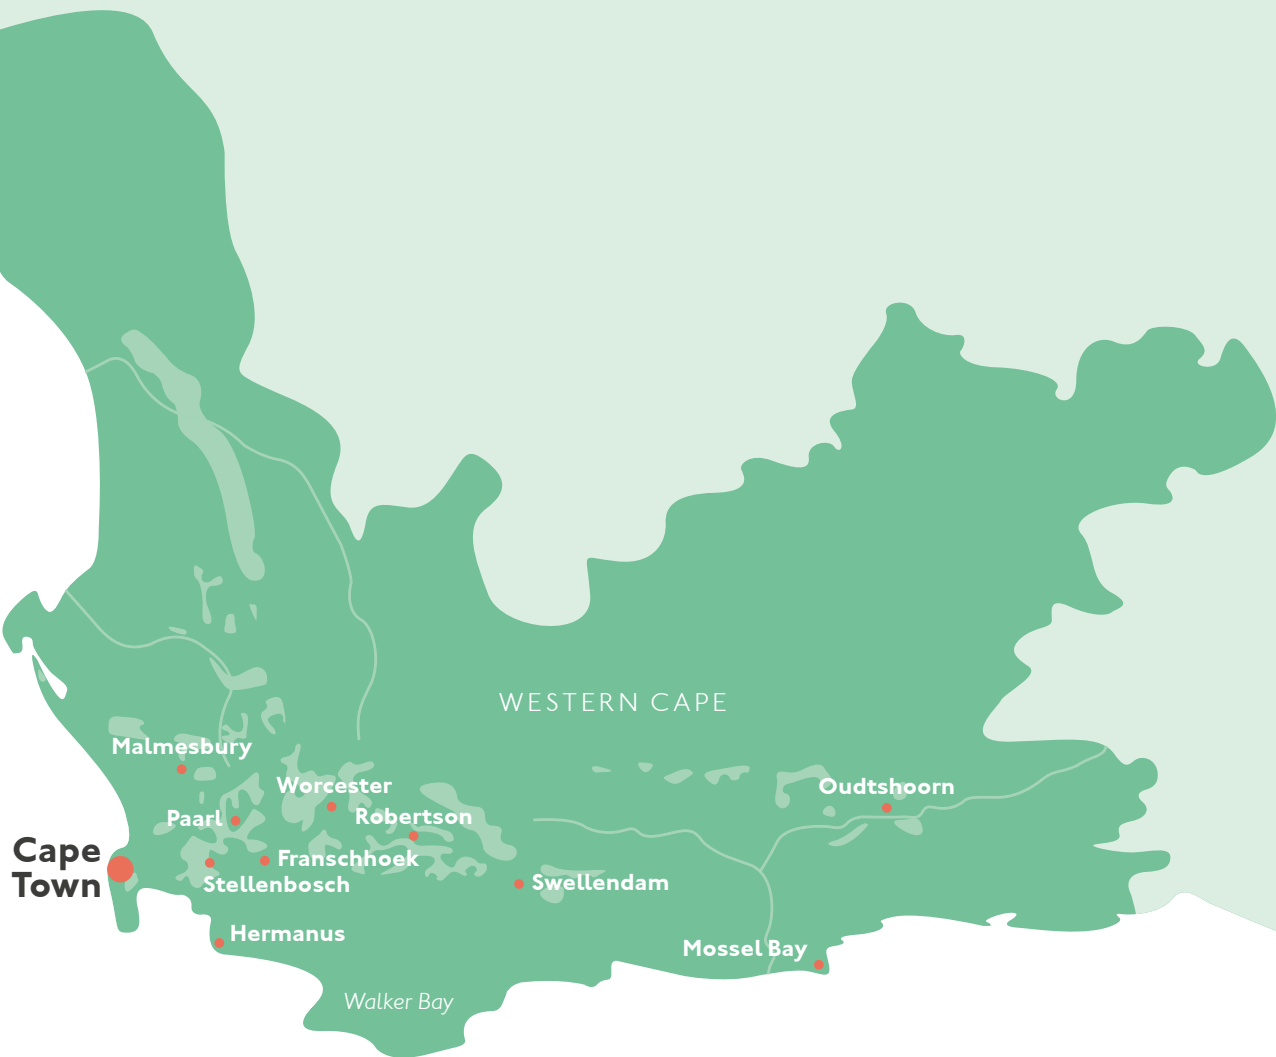 WESTERN CAPE
Malmesbury
Worcester
Oudtshoorn
Paarl
Robertson
Cape
Town
Franschhoek
Stellenbosch
Swellendam
Hermanus
Mossel Bay
Walker Bay